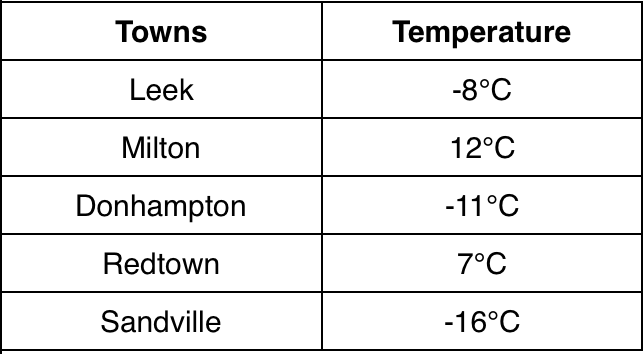 Towns Temperature
Leek -8°C
Milton 12°C
Donhampton -11°C
Redtown 7°C
Sandville -16°C